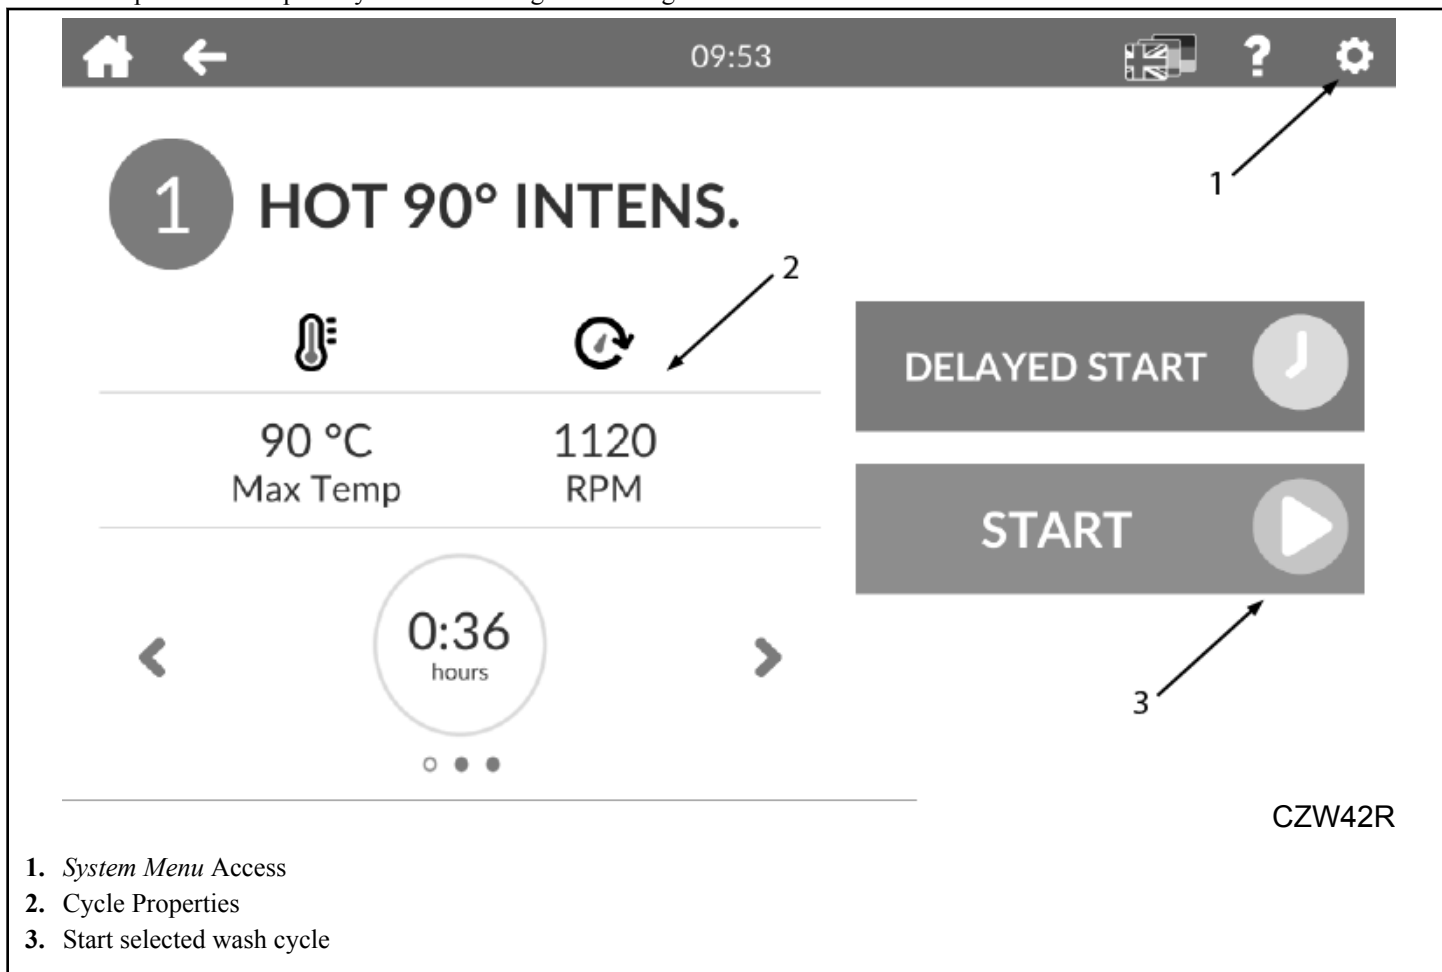 09:53
?
1
1 HOT 90° INTENS.
2
DELAYED START
90 °C 1120
Max Temp RPM
START
0:36
hours
3
CZW42R
1. System Menu Access
2. Cycle Properties
3. Start selected wash cycle